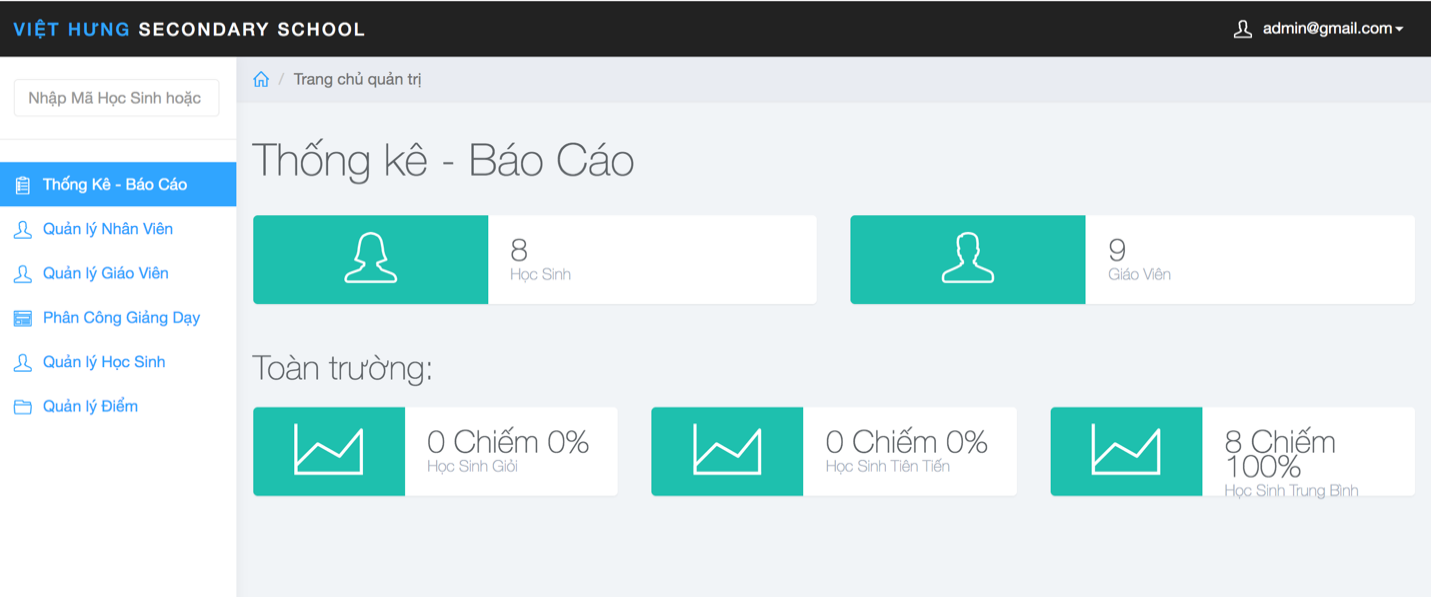 VIỆT HƯNG SECONDARY SCHOOL
admin@gmail.com
Nhập Mã Học Sinh hoặc
/ Trang chủ quản trị
Thống Kê - Báo Cáo
Quản lý Nhân Viên
Quản lý Giáo Viên
Phân Công Giảng Dạy
Quản lý Học Sinh
Quản lý Điểm
Thống kê - Báo Cáo
8
Học Sinh
9
Giáo Viên
Toàn trường:
0 Chiếm 0%
Học Sinh Giỏi
0 Chiếm 0%
Học Sinh Tiên Tiến
8 Chiếm
100%
Học Sinh Trung Bình